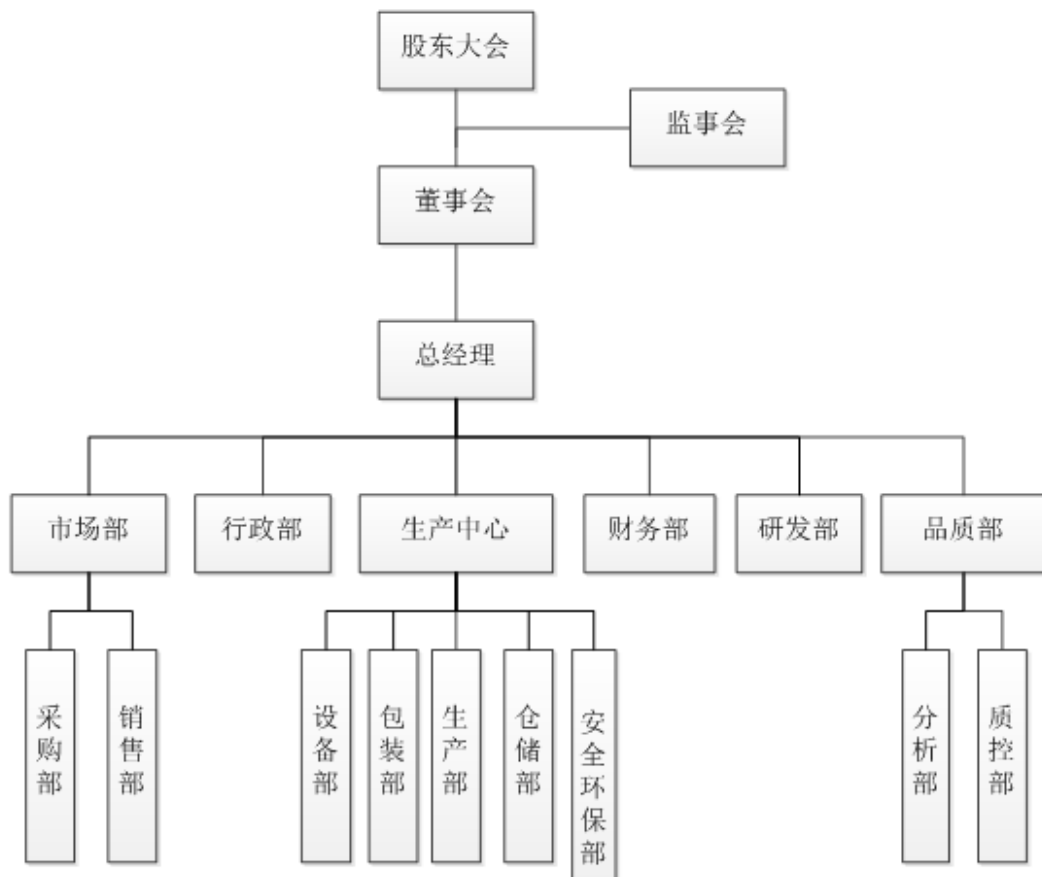 股东大会
监事会
董事会
总经理
市场部
行政部
生产中心
财务部
研发部
品质部
采购部
销售部
设备部
包装部
生产部
仓储部
安全环保部
分析部
质控部